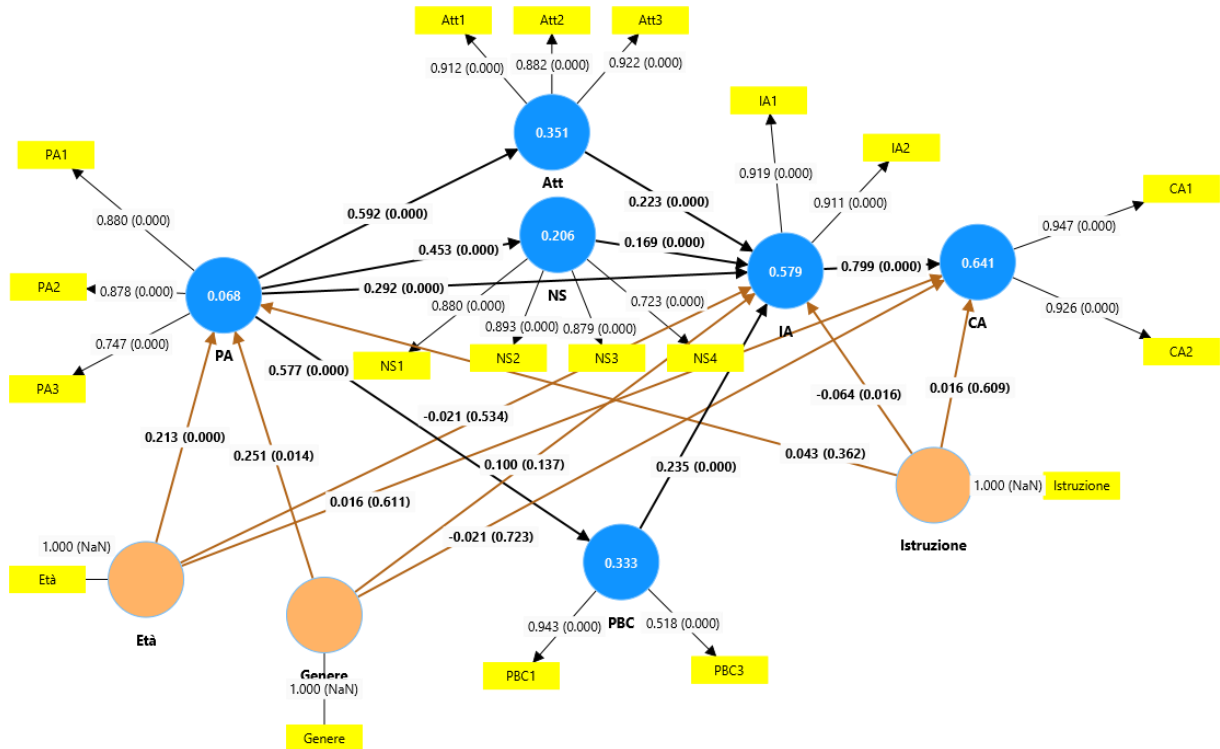 Att1
Att2
Att3
0.912 (0.000)
0.882 (0.000)
0.922 (0.000)
0.351
Att
IA1
IA2
0.919 (0.000)
0.911 (0.000)
PA1
0.880 (0.000)
0.592 (0.000)
0.223 (0.000)
CA1
0.947 (0.000)
0.453 (0.000)
0.206
0.169 (0.000)
NS
PA2
0.878 (0.000)
0.068
PA
0.292 (0.000)
0.579
IA
0.799 (0.000)
0.641
CA
0.926 (0.000)
CA2
0.747 (0.000)
PA3
0.880 (0.000)
0.893 (0.000)
0.879 (0.000)
0.723 (0.000)
NS1
NS2
NS3
NS4
0.577 (0.000)
-0.021 (0.534)
-0.064 (0.016)
0.016 (0.609)
0.213 (0.000)
0.251 (0.014)
0.100 (0.137)
0.235 (0.000)
0.043 (0.362)
0.016 (0.611)
-0.021 (0.723)
1.000 (NaN)
Istruzione
Istruzione
1.000 (NaN)
Età
Età
0.333
PBC
0.943 (0.000)
0.518 (0.000)
PBC1
PBC3
Genere
1.000 (NaN)
Genere